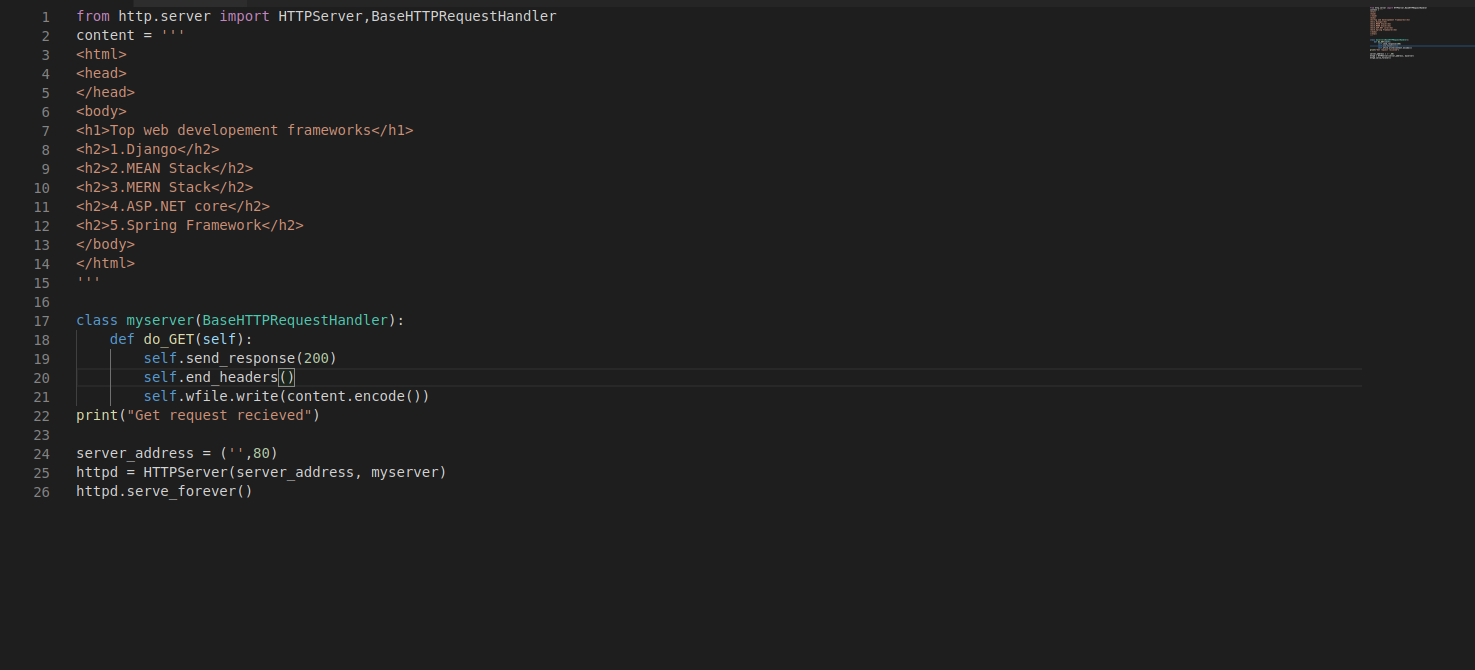 1 from http.server import HTTPServer,BaseHTTPRequestHandler
2 content = '''
3 <html>
4 <head>
5 </head>
6 <body>
7 <h1>Top web developement frameworks</h1>
8 <h2>1.Django</h2>
9 <h2>2.MEAN Stack</h2>
10 <h2>3.MERN Stack</h2>
11 <h2>4.ASP.NET core</h2>
12 <h2>5.Spring Framework</h2>
13 </body>
14 </html>
15 '''
16
17 class myserver(BaseHTTPRequestHandler):
18     def do_GET(self):
19         self.send_response(200)
20         self.end_headers()
21         self.wfile.write(content.encode())
22 print("Get request recieved")
23
24 server_address = ('',80)
25 httpd = HTTPServer(server_address, myserver)
26 httpd.serve_forever()